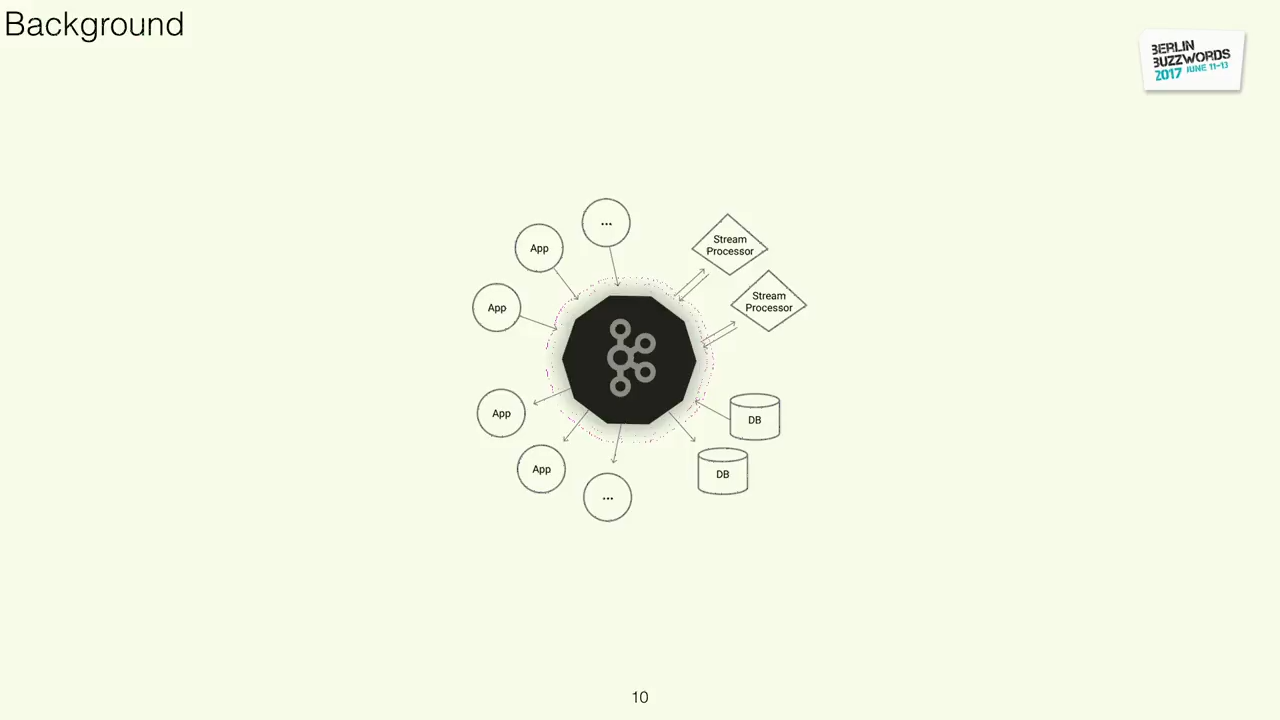 Background
BERLIN
BUZZWORDS
2017 JUNE 11-13
...
App
App
Stream
Processor
Stream
Processor
App
App
...
DB
DB
10